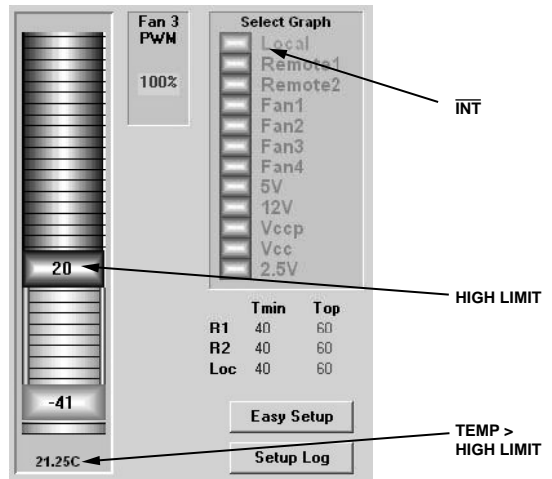 Fan 3
PWM
100%
Select Graph
Local
Remote1
Remote2
Fan1
Fan2
Fan3
Fan4
5V
12V
Vccp
Vcc
2.5V
INT
20
HIGH LIMIT
Tmin Top
R1 40 60
R2 40 60
Loc 40 60
-41
Easy Setup
Setup Log
21.25C
TEMP >
HIGH LIMIT